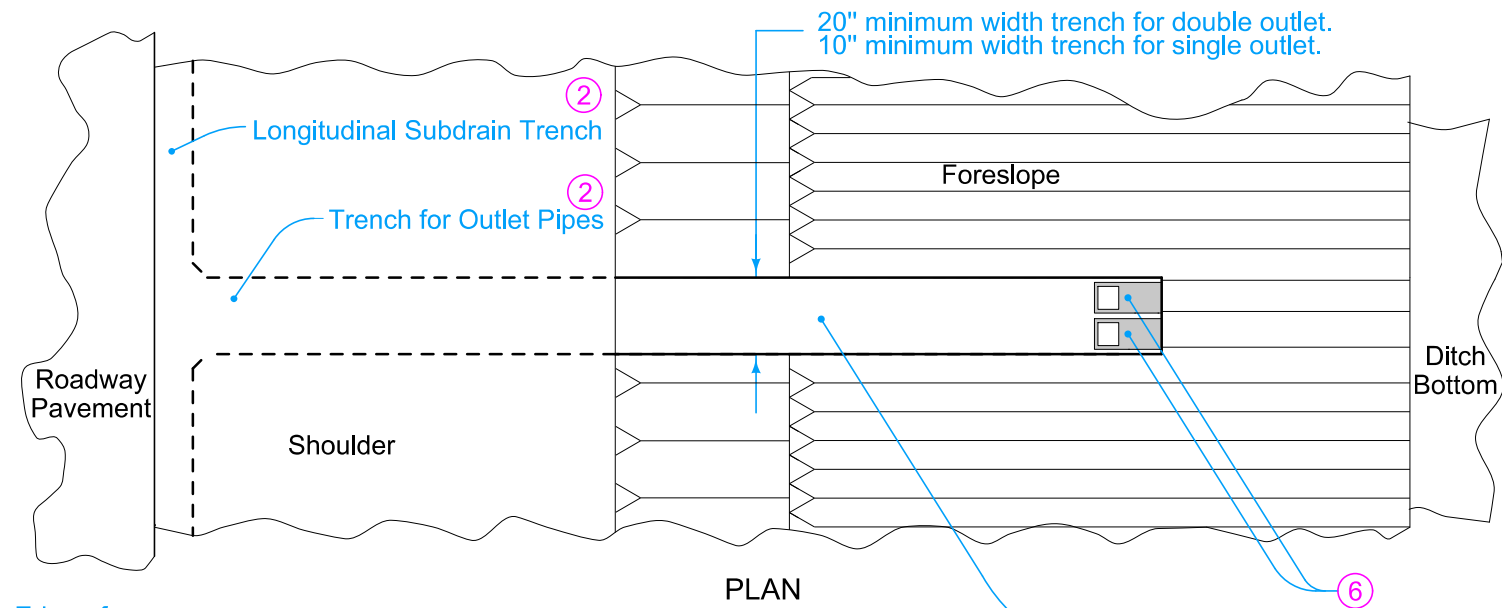 20" minimum width trench for double outlet.
10" minimum width trench for single outlet.
2
Longitudinal Subdrain Trench
Foreslope
2
Trench for Outlet Pipes
Roadway
Pavement
Ditch
Bottom
Shoulder
PLAN
6